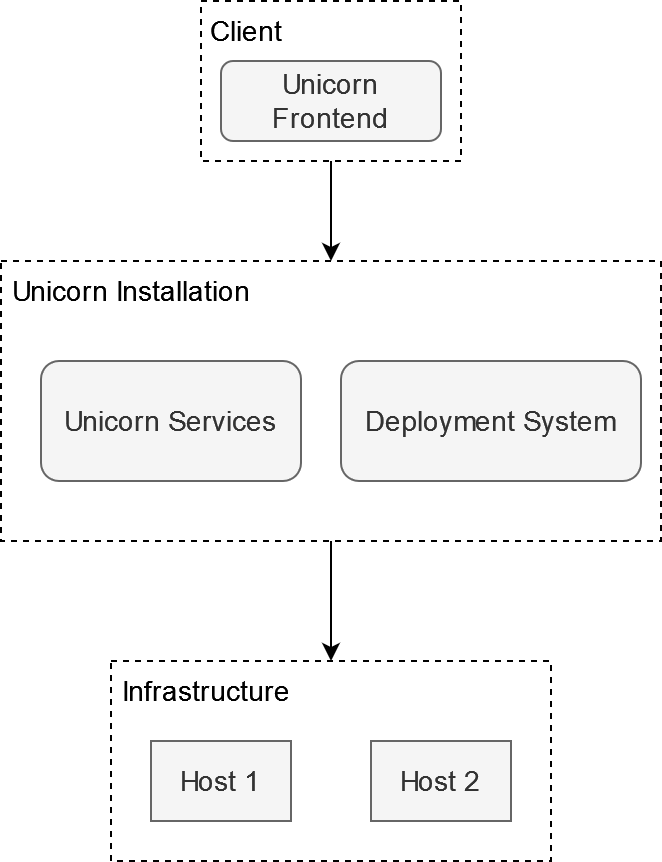 Client
Unicorn
Frontend
Unicorn Installation
Unicorn Services
Deployment System
Infrastructure
Host 1
Host 2